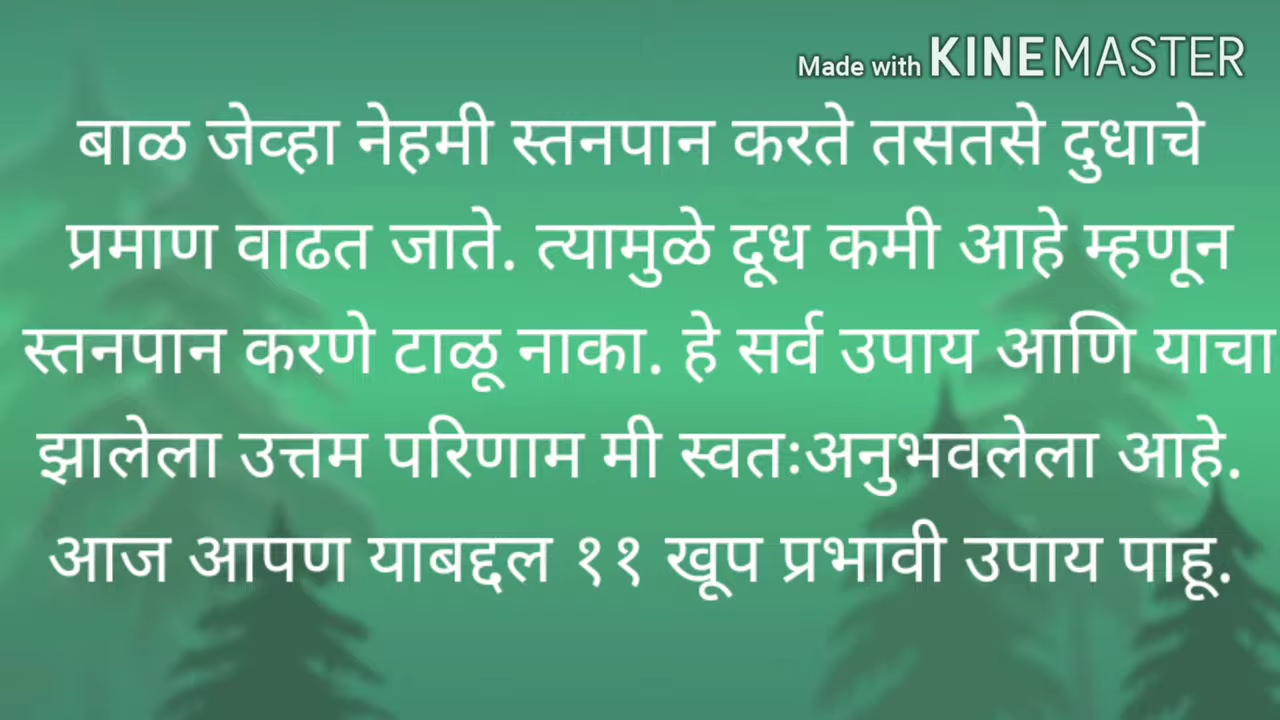 Made with KINEMASTER
बाळ जेव्हा नेहमी स्तनपान करते तसतसे दुधाचे
प्रमाण वाढत जाते. त्यामुळे दूध कमी आहे म्हणून
स्तनपान करणे टाळू नाका. हे सर्व उपाय आणि याचा
झालेला उत्तम परिणाम मी स्वतःअनुभवलेला आहे.
आज आपण याबद्दल ११ खूप प्रभावी उपाय पाहू.